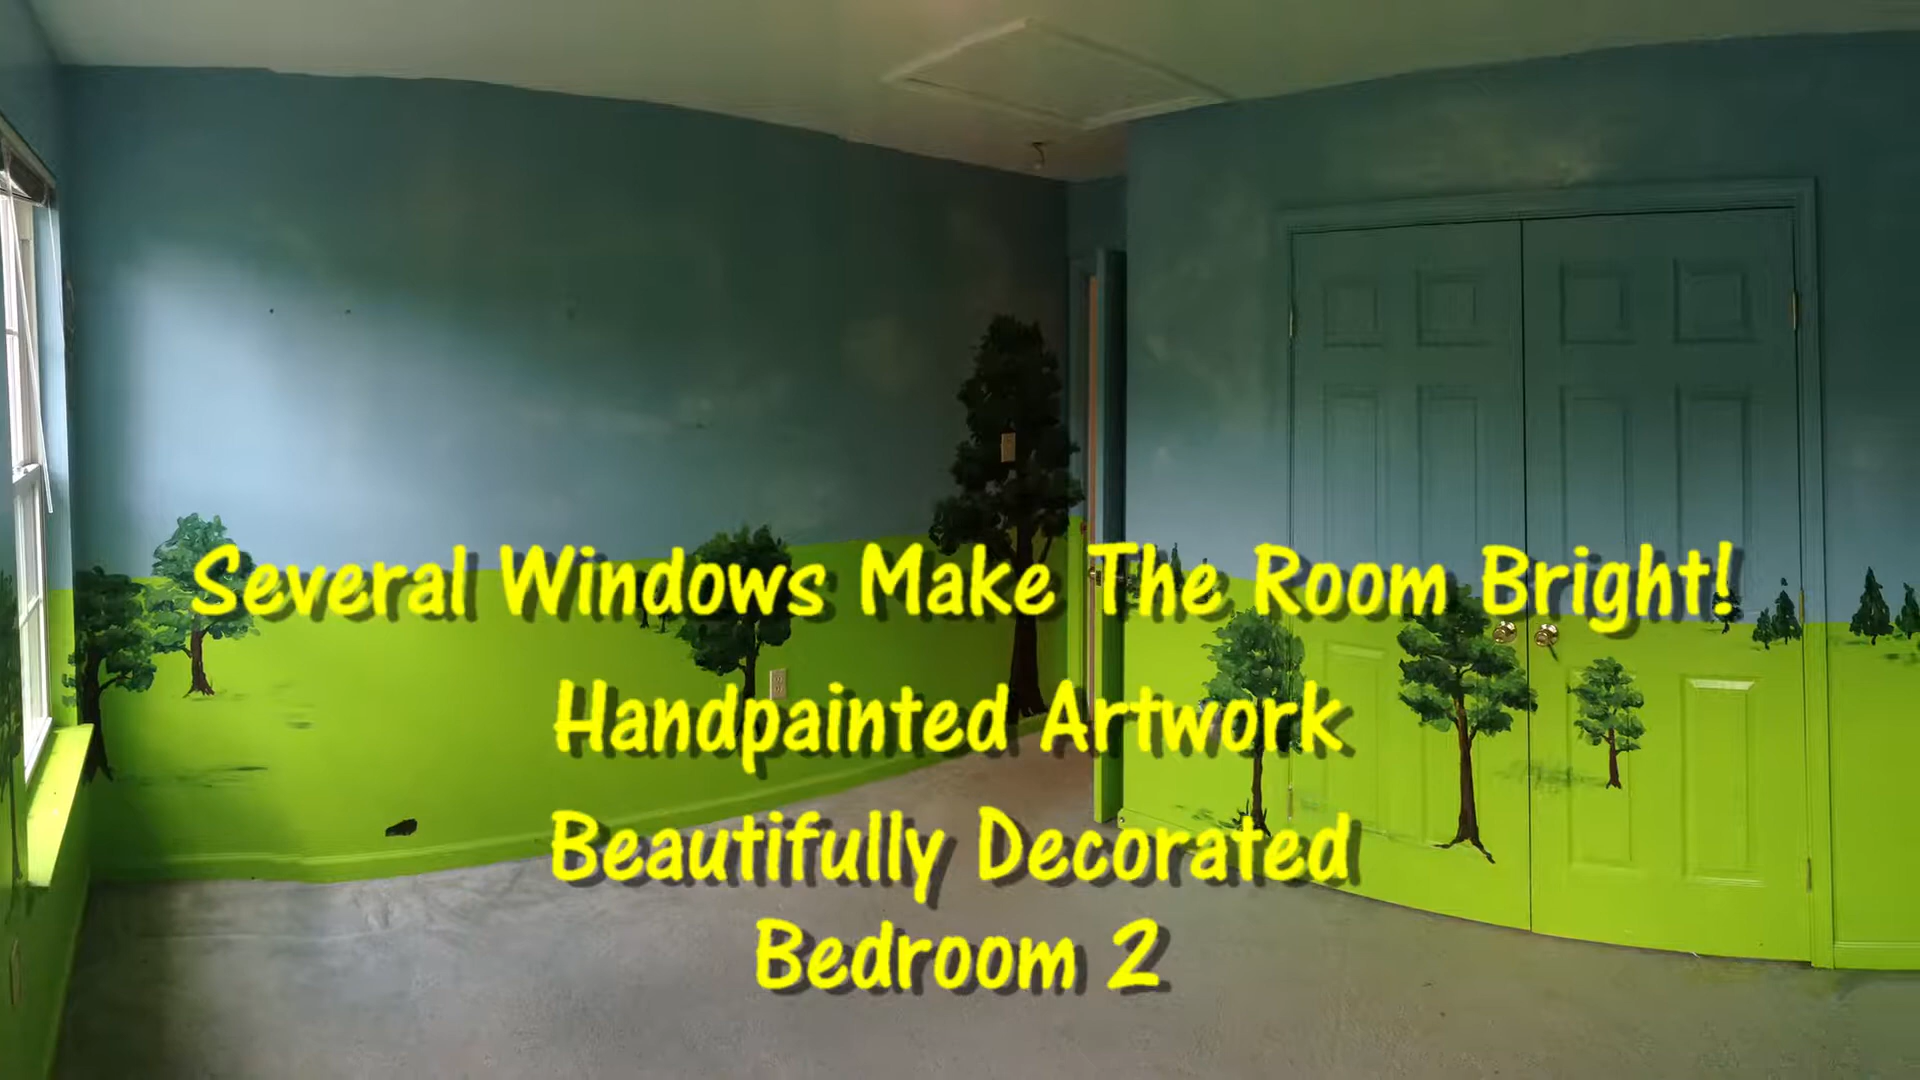 Several Windows Make The Room Bright!
Handpainted Artwork
Beautifully Decorated
Bedroom 2